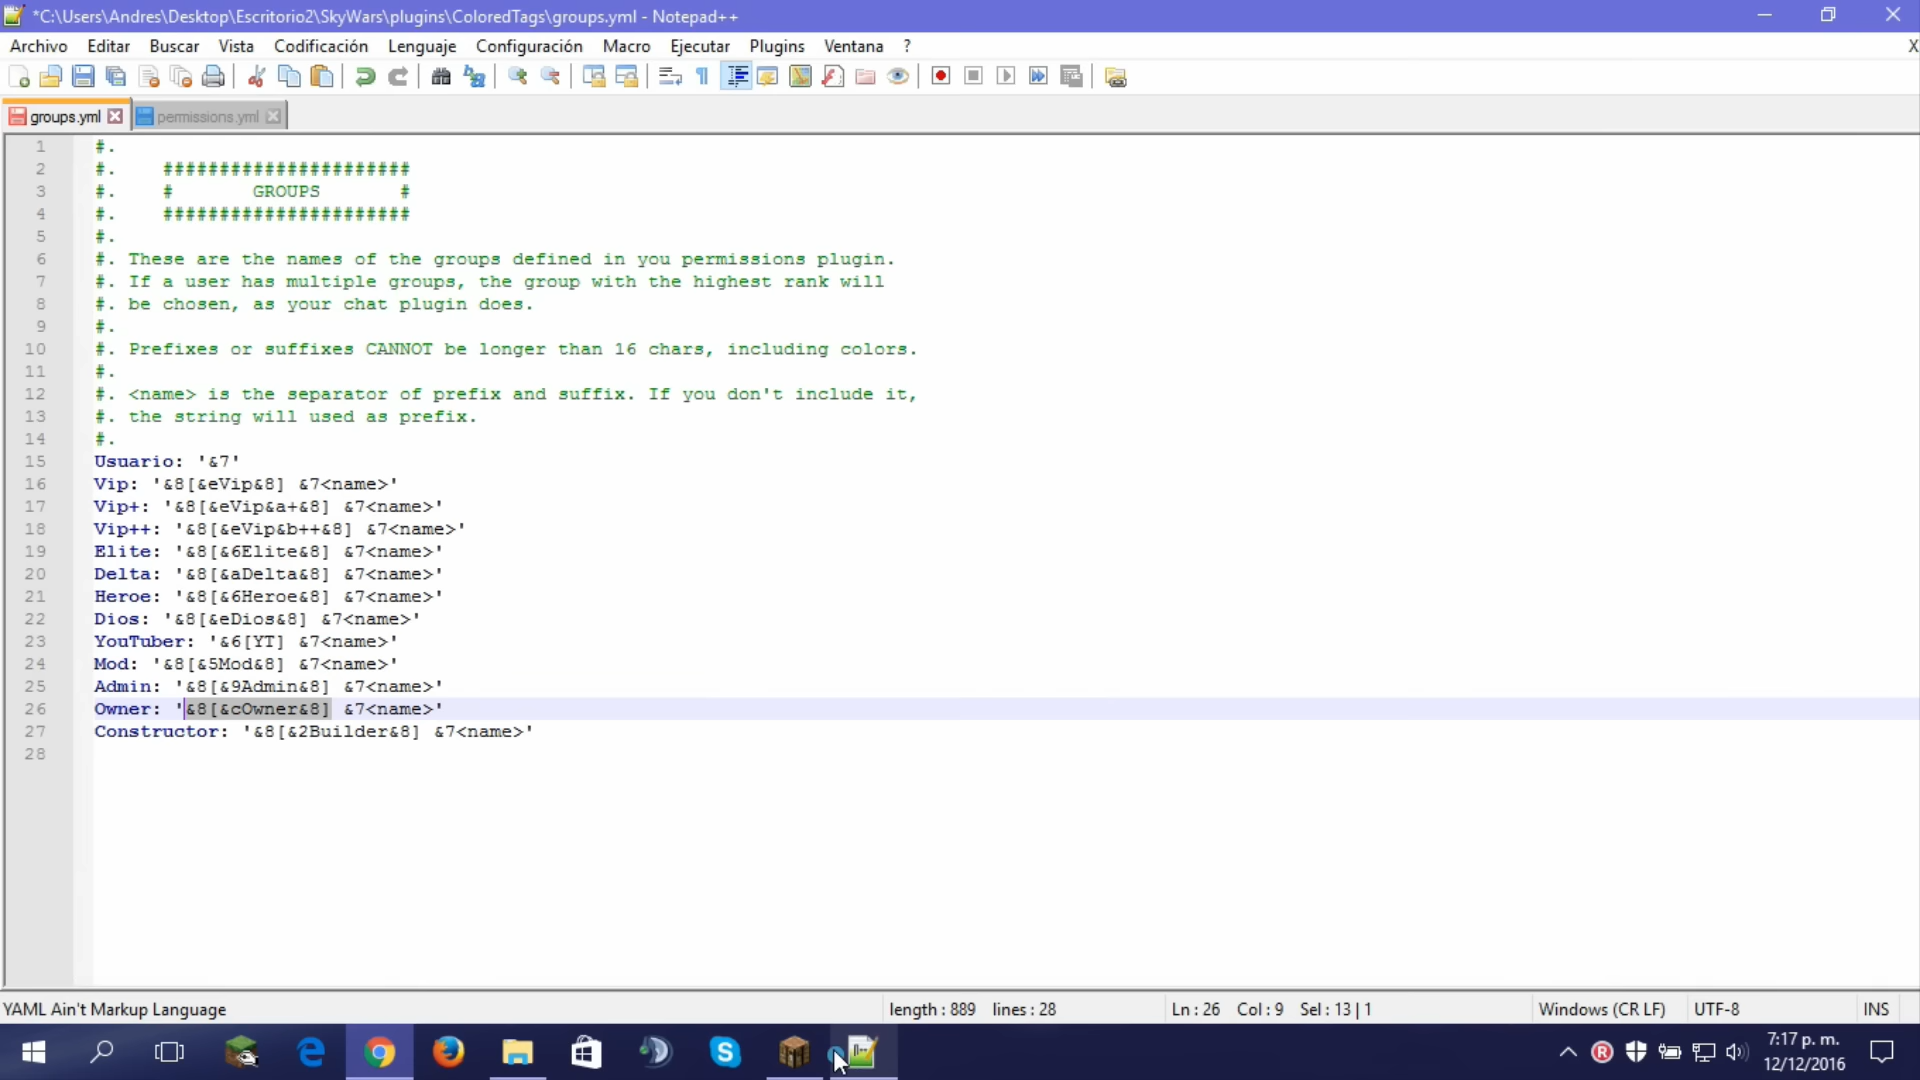 *C:\Users\Andres\Desktop\Escritorio2\SkyWars\plugins\ColoredTags\groups.yml - Notepad++
Archivo Editar Buscar Vista Codificación Lenguaje Configuración Macro Ejecutar Plugins Ventana ? X
groups.yml permissions.yml
1 #.
2 #. ######################
3 #. # GROUPS #
4 #. ######################
5 #.
6 #. These are the names of the groups defined in you permissions plugin.
7 #. If a user has multiple groups, the group with the highest rank will
8 #. be chosen, as your chat plugin does.
9 #.
10 #. Prefixes or suffixes CANNOT be longer than 16 chars, including colors.
11 #.
12 #. <name> is the separator of prefix and suffix. If you don't include it,
13 #. the string will used as prefix.
14 #.
15 Usuario: '&7'
16 Vip: '&8[&eVip&8] &7<name>'
17 Vip+: '&8[&eVip&a+&8] &7<name>'
18 Vip++: '&8[&eVip&b++&8] &7<name>'
19 Elite: '&8[&6Elite&8] &7<name>'
20 Delta: '&8[&aDelta&8] &7<name>'
21 Heroe: '&8[&6Heroe&8] &7<name>'
22 Dios: '&8[&eDios&8] &7<name>'
23 YouTuber: '&6[YT] &7<name>'
24 Mod: '&8[&5Mod&8] &7<name>'
25 Admin: '&8[&9Admin&8] &7<name>'
26 Owner: '&8[&cOwner&8] &7<name>'
27 Constructor: '&8[&2Builder&8] &7<name>'
28
YAML Ain't Markup Language length : 889 lines : 28 Ln : 26 Col : 9 Sel : 13 | 1 Windows (CR LF) UTF-8 INS
7:17 p. m.
12/12/2016